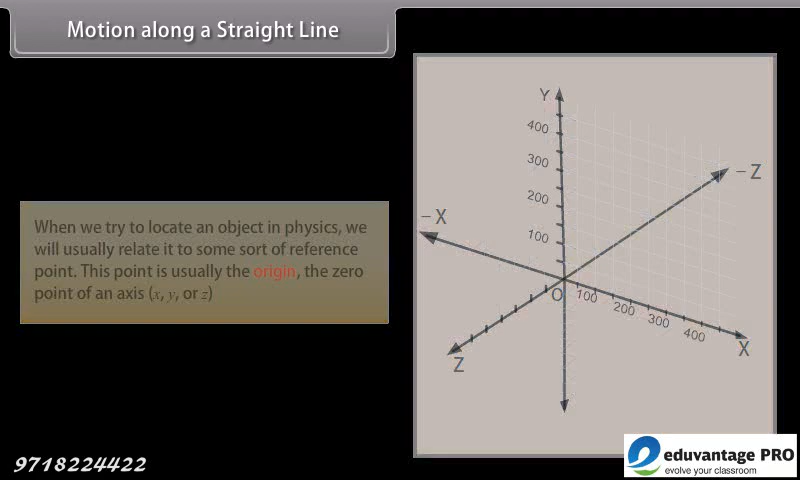 Motion along a Straight Line
When we try to locate an object in physics, we
will usually relate it to some sort of reference
point. This point is usually the origin, the zero
point of an axis (x, y, or z)
Y
400
300
200
100
– Z
– X
O
100
200
300
400
X
Z
9718224422
eduvantage PRO
evolve your classroom